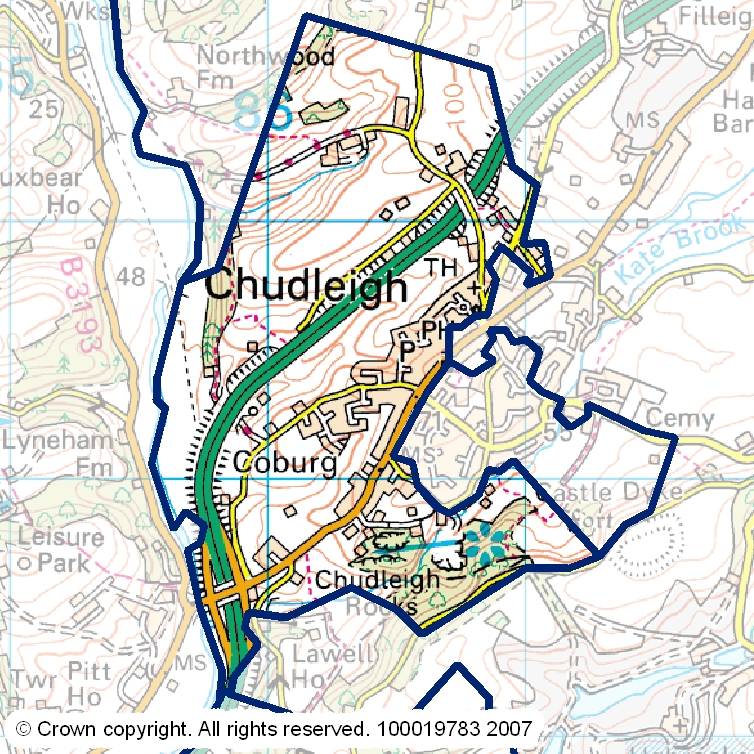 Wks
Filleig
Northwood
Fm
85
85
25
100
MS
Ha
Bar
uxbear
Ho
B3193
48
Kate Brook
TH
Chudleigh
PH
P
71
MS
55
Cemy
Lyneham
Fm
Coburg
Castle Dyke
Fort
Leisure
Park
Chudleigh
Rocks
MS
Lawell
Ho
Twr
Pitt
Ho
© Crown copyright. All rights reserved. 100019783 2007